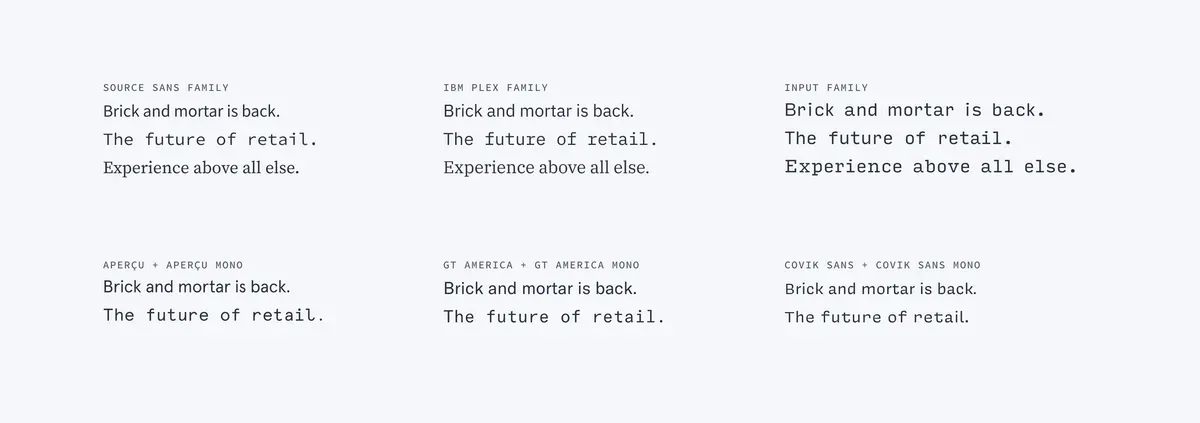 SOURCE SANS FAMILY
Brick and mortar is back.
The future of retail.
Experience above all else.
IBM PLEX FAMILY
Brick and mortar is back.
The future of retail.
Experience above all else.
INPUT FAMILY
Brick and mortar is back.
The future of retail.
Experience above all else.
APERÇU + APERÇU MONO
Brick and mortar is back.
The future of retail.
GT AMERICA + GT AMERICA MONO
Brick and mortar is back.
The future of retail.
COVIK SANS + COVIK SANS MONO
Brick and mortar is back.
The future of retail.